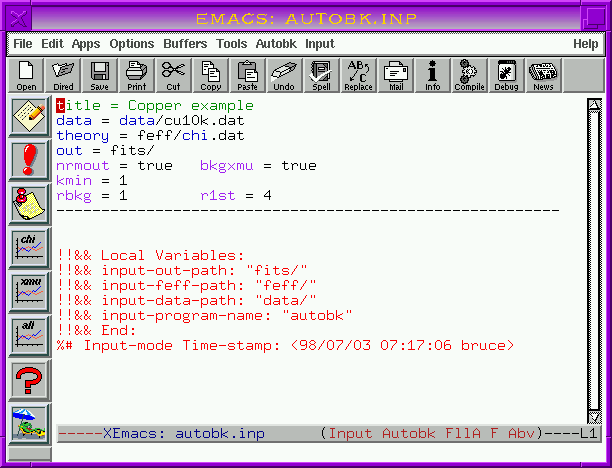 EMACS: AUTOBK.INP
File Edit Apps Options Buffers Tools Autobk Input Help
Open Dired Save Print Cut Copy Paste Undo Spell Replace Mail Info Compile Debug News
title = Copper example
data = data/cu10k.dat
theory = feff/chi.dat
out = fits/
nrmout = true   bkgxmu = true
kmin = 1
rbkg = 1        r1st = 4
---------------------------------------------------------
!!&& Local Variables:
!!&& input-out-path: "fits/"
!!&& input-feff-path: "feff/"
!!&& input-data-path: "data/"
!!&& input-program-name: "autobk"
!!&& End:
%# Input-mode Time-stamp: <98/07/03 07:17:06 bruce>
chi
xmu
all
-----XEmacs: autobk.inp      (Input Autobk FllA F Abv)----L1